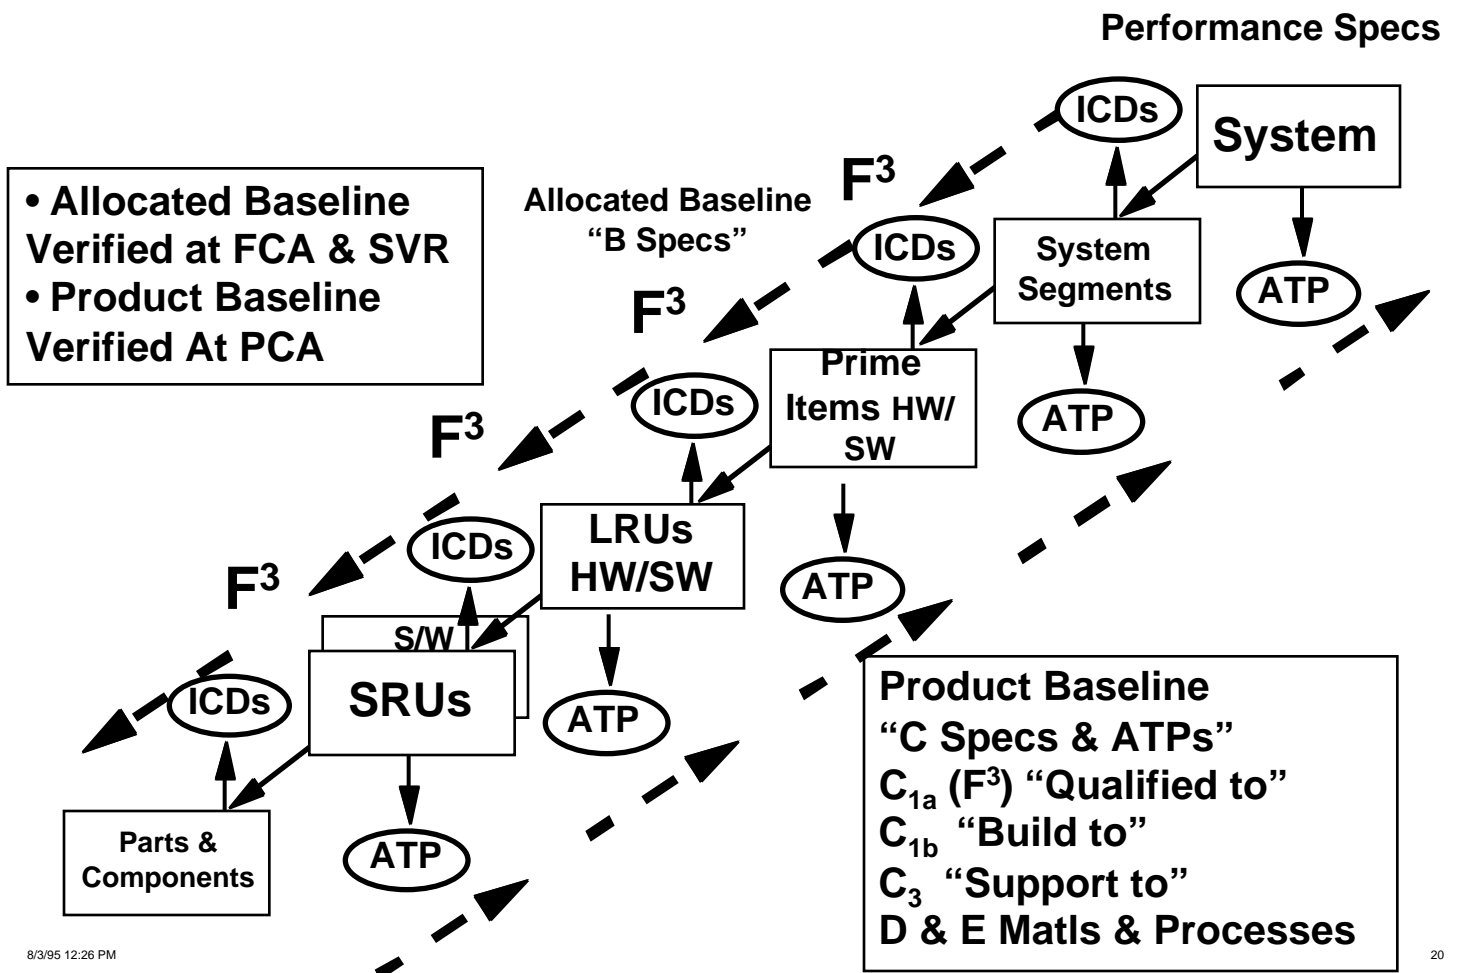 Performance Specs
ICDs
System
F³
• Allocated Baseline
Verified at FCA & SVR
• Product Baseline
Verified At PCA
Allocated Baseline
“B Specs”
ICDs
System
Segments
ATP
F³
Prime
Items HW/
SW
ICDs
ATP
F³
LRUs
HW/SW
ICDs
ATP
F³
S/W
SRUs
ICDs
ATP
Parts &
Components
ATP
Product Baseline
“C Specs & ATPs”
C₁ₐ (F³) “Qualified to”
C1b “Build to”
C₃ “Support to”
D & E Matls & Processes
8/3/95 12:26 PM
20